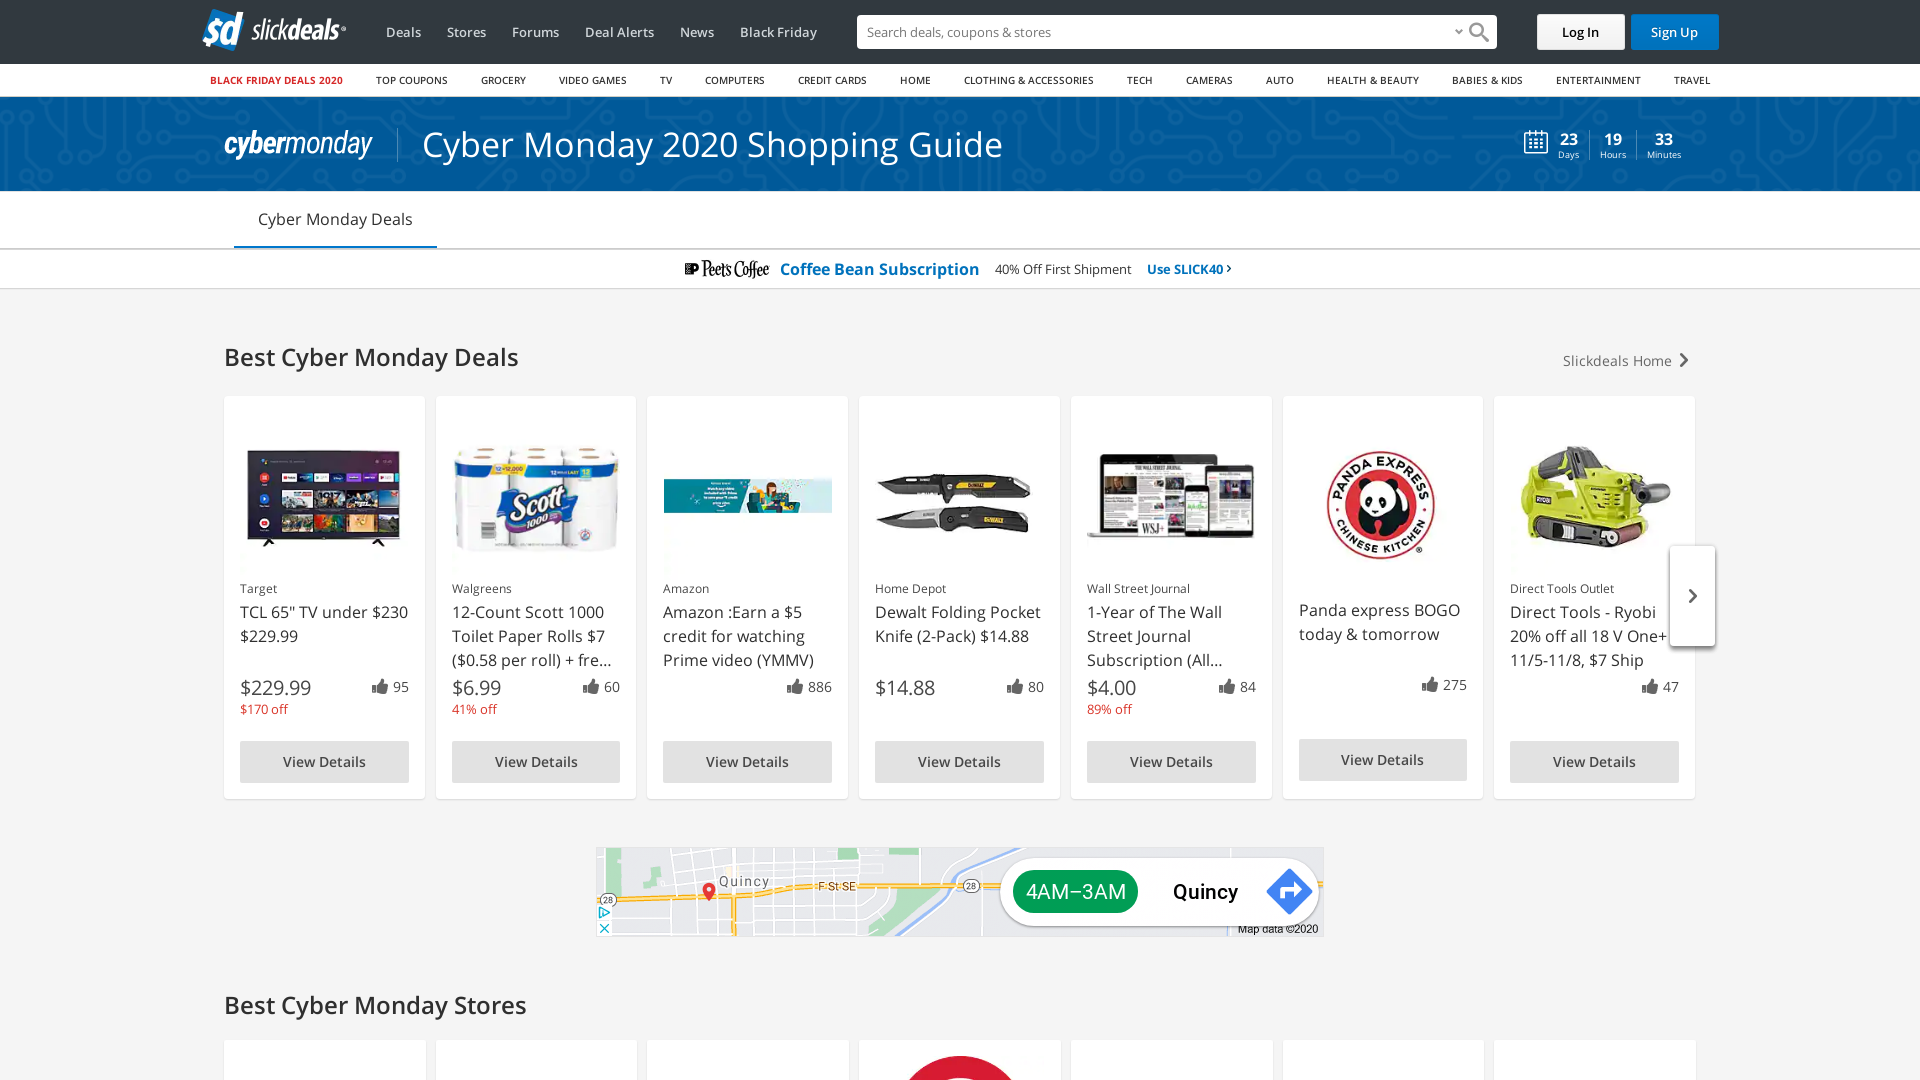 sd slickdeals
Deals Stores Forums Deal Alerts News Black Friday
Search deals, coupons & stores
Log In
Sign Up
BLACK FRIDAY DEALS 2020 TOP COUPONS GROCERY VIDEO GAMES TV COMPUTERS CREDIT CARDS HOME CLOTHING & ACCESSORIES TECH CAMERAS AUTO HEALTH & BEAUTY BABIES & KIDS ENTERTAINMENT TRAVEL
cybermonday
Cyber Monday 2020 Shopping Guide
23 19 33
Days Hours Minutes
Cyber Monday Deals
Peet's Coffee Coffee Bean Subscription 40% Off First Shipment Use SLICK40
Best Cyber Monday Deals
Slickdeals Home
Target
TCL 65" TV under $230
$229.99
$229.99
95
$170 off
View Details
Scott
1000
Walgreens
12-Count Scott 1000
Toilet Paper Rolls $7
($0.58 per roll) + fre...
$6.99
60
41% off
View Details
Amazon
Amazon :Earn a $5
credit for watching
Prime video (YMMV)
886
View Details
Home Depot
Dewalt Folding Pocket
Knife (2-Pack) $14.88
$14.88
80
View Details
WSJ+
Wall Street Journal
1-Year of The Wall
Street Journal
Subscription (All...
$4.00
84
89% off
View Details
PANDA EXPRESS
CHINESE KITCHEN
Panda express BOGO
today & tomorrow
275
View Details
RYOBI
Direct Tools Outlet
Direct Tools - Ryobi
20% off all 18 V One+
11/5-11/8, $7 Ship
47
View Details
Quincy
F St SE
28
28
4AM–3AM
Quincy
Map data ©2020
Best Cyber Monday Stores